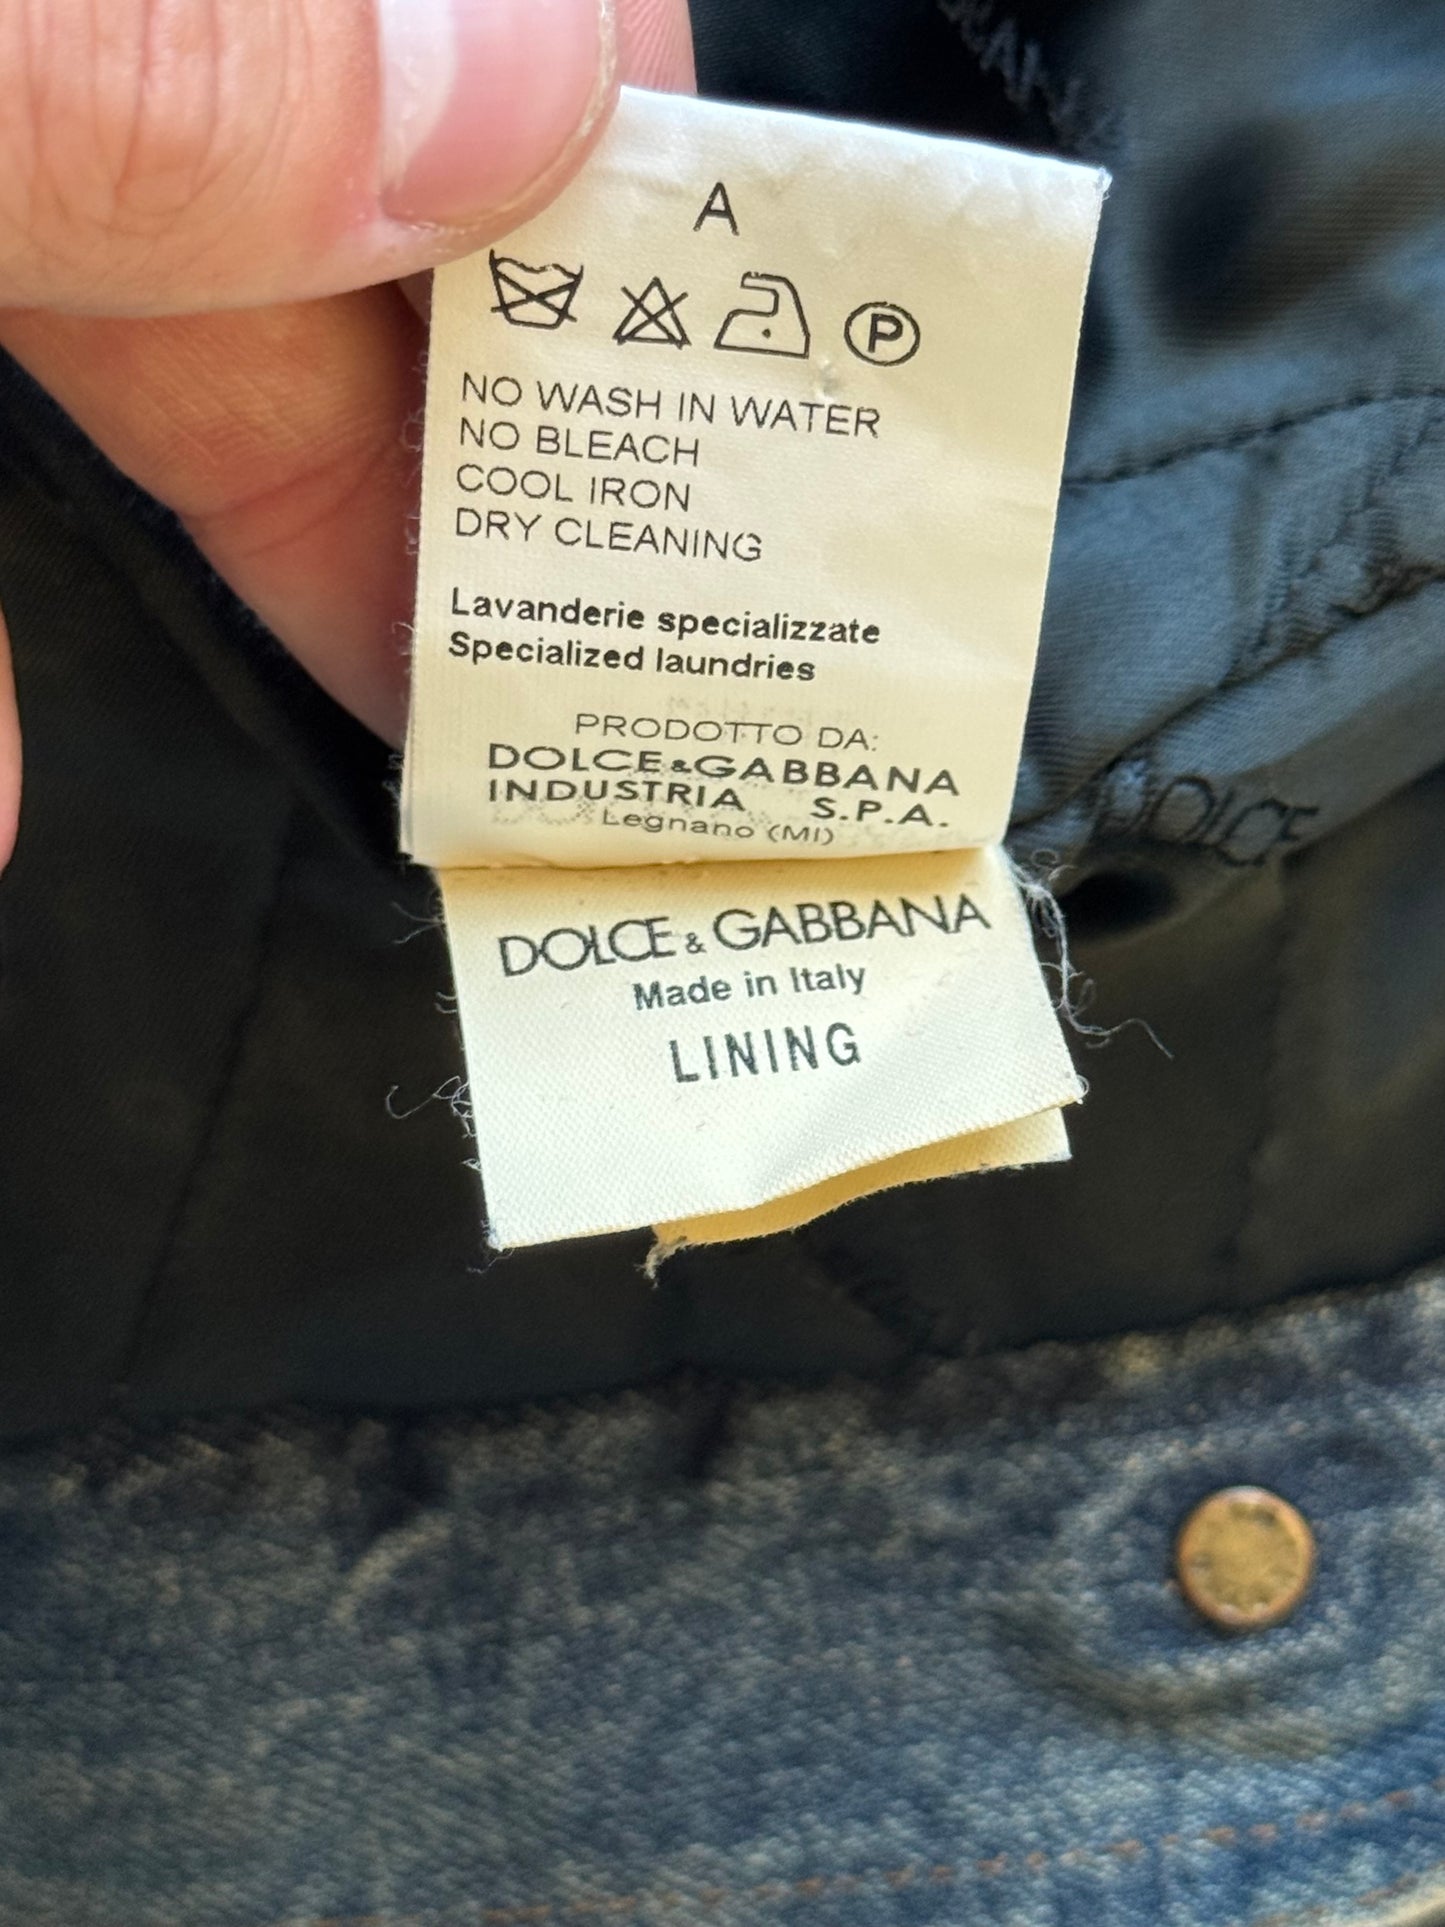 A
P
NO WASH IN WATER
NO BLEACH
COOL IRON
DRY CLEANING
Lavanderie specializzate
Specialized laundries
PRODOTTO DA:
DOLCE&GABBANA
INDUSTRIA S.P.A.
Legnano (MI)
DOLCE & GABBANA
Made in Italy
LINING
DOLCE